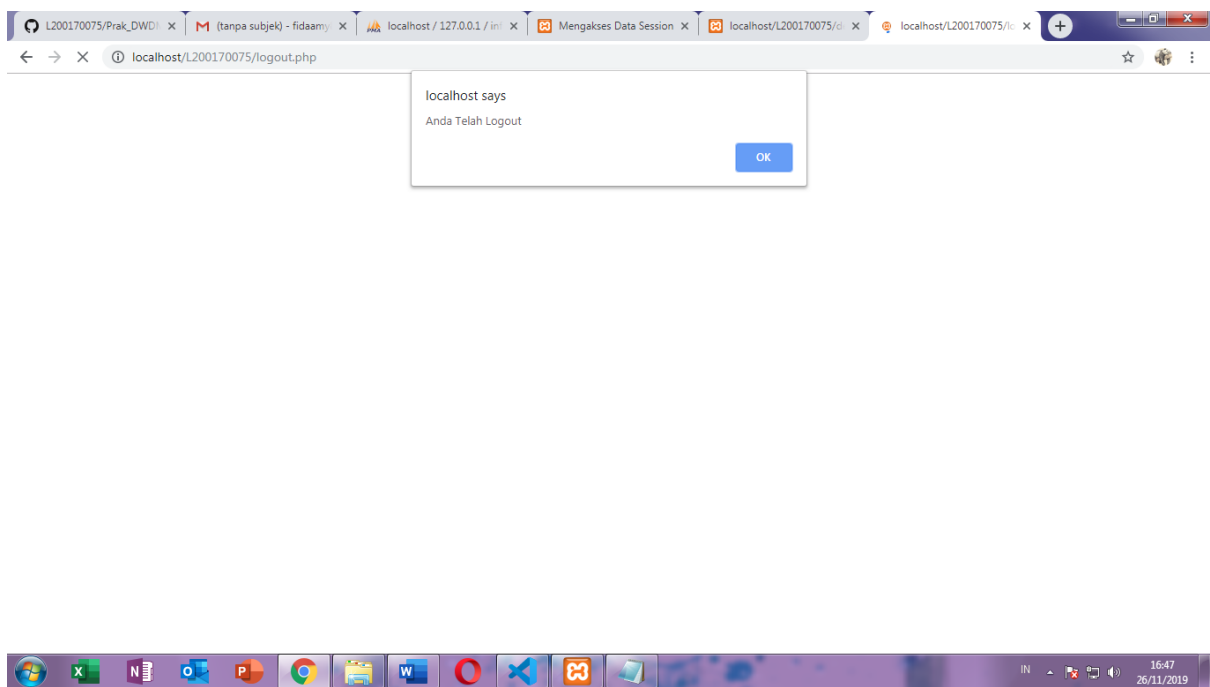 L200170075/Prak_DWDM
(tanpa subjek) - fidaamy
localhost / 127.0.0.1 / inf
Mengakses Data Session
localhost/L200170075/d
localhost/L200170075/lo
localhost/L200170075/logout.php
localhost says
Anda Telah Logout
OK
IN
16:47
26/11/2019